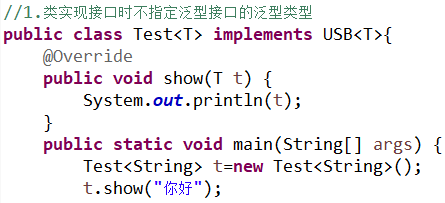 //1.类实现接口时不指定泛型接口的泛型类型
public class Test<T> implements USB<T>{
    @Override
    public void show(T t) {
        System.out.println(t);
    }
    public static void main(String[] args) {
        Test<String> t=new Test<String>();
        t.show("你好");